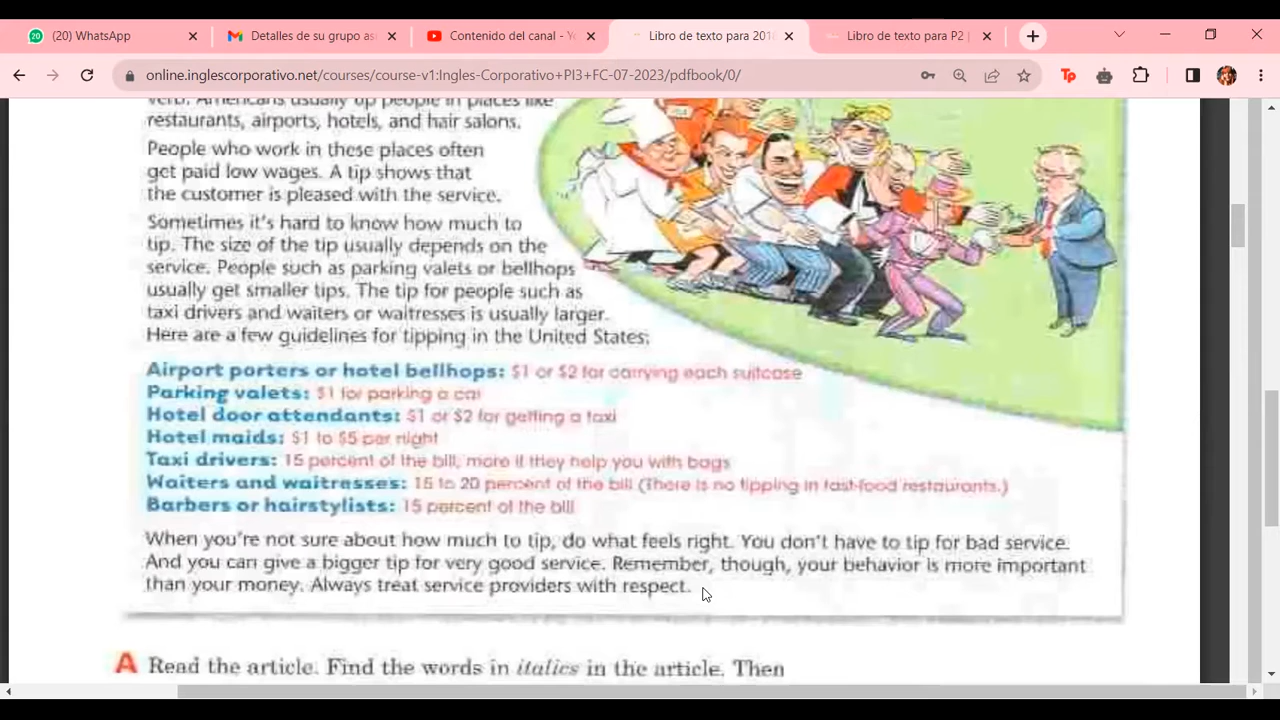 (20) WhatsApp
Detalles de su grupo as
Contenido del canal - Yo
Libro de texto para 2018
Libro de texto para P2 |
online.inglescorporativo.net/courses/course-v1:Ingles-Corporativo+PI3+FC-07-2023/pdfbook/0/
verb. Americans usually tip people in places like
restaurants, airports, hotels, and hair salons.
People who work in these places often
get paid low wages. A tip shows that
the customer is pleased with the service.
Sometimes it's hard to know how much to
tip. The size of the tip usually depends on the
service. People such as parking valets or bellhops
usually get smaller tips. The tip for people such as
taxi drivers and waiters or waitresses is usually larger.
Here are a few guidelines for tipping in the United States:
Airport porters or hotel bellhops: $1 or $2 for carrying each suitcase
Parking valets: $1 for parking a car
Hotel door attendants: $1 or $2 for getting a taxi
Hotel maids: $1 to $5 per night
Taxi drivers: 15 percent of the bill, more if they help you with bags
Waiters and waitresses: 15 to 20 percent of the bill (There is no tipping in fast-food restaurants.)
Barbers or hairstylists: 15 percent of the bill
When you're not sure about how much to tip, do what feels right. You don't have to tip for bad service.
And you can give a bigger tip for very good service. Remember, though, your behavior is more important
than your money. Always treat service providers with respect.
A Read the article. Find the words in italics in the article. Then